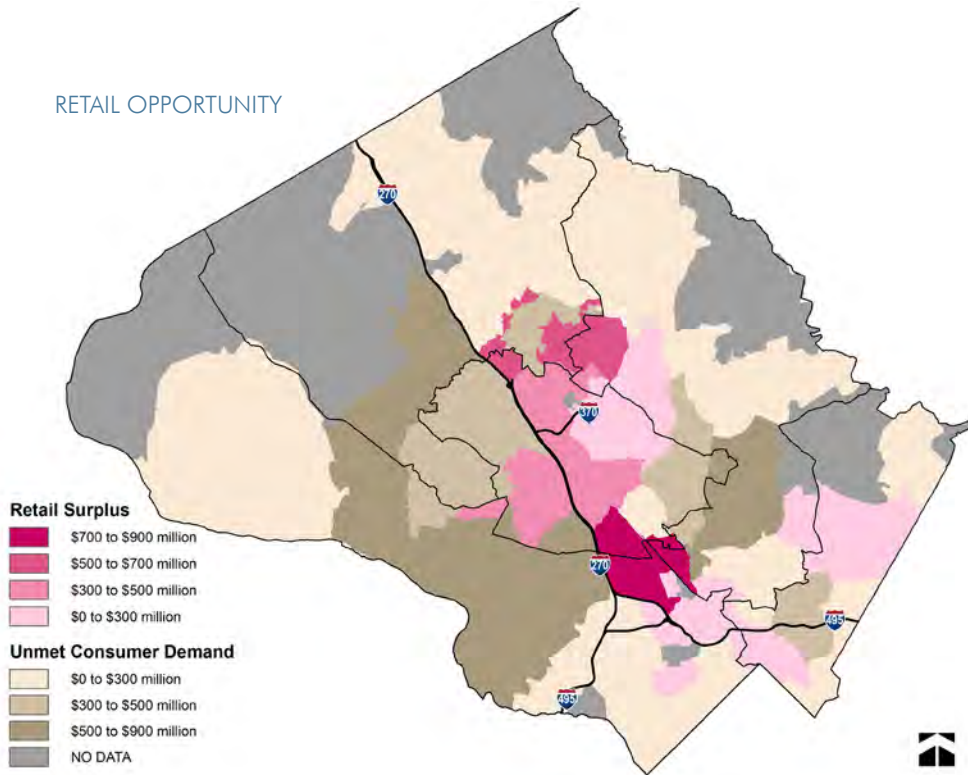 RETAIL OPPORTUNITY
270
370
270
495
495
Retail Surplus
$700 to $900 million
$500 to $700 million
$300 to $500 million
$0 to $300 million
Unmet Consumer Demand
$0 to $300 million
$300 to $500 million
$500 to $900 million
NO DATA